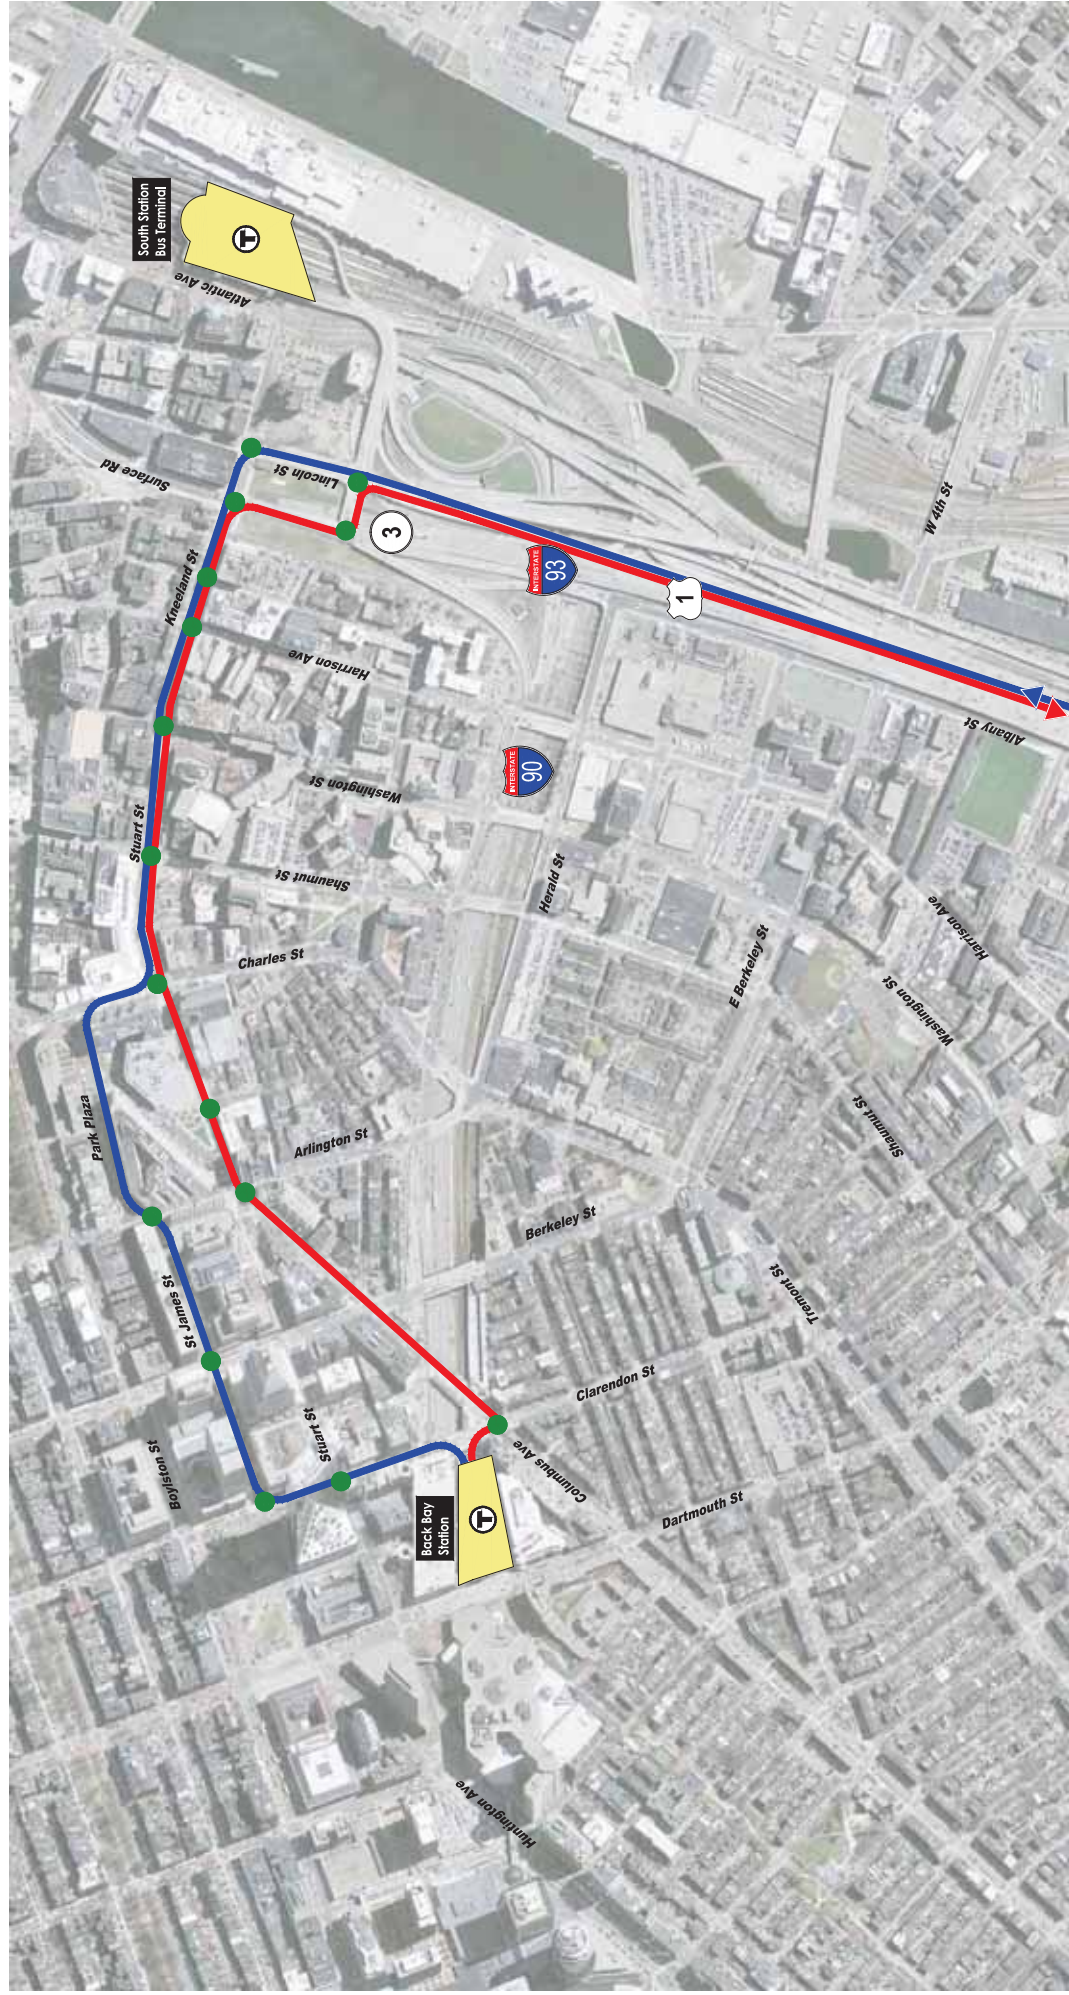 South Station
Bus Terminal
T
Atlantic Ave
Surface Rd
Lincoln St
3
Kneeland St
INTERSTATE
93
1
W 4th St
Harrison Ave
Albany St
Washington St
INTERSTATE
90
Stuart St
Shaumut St
Herald St
Harrison Ave
Charles St
E Berkeley St
Washington St
Park Plaza
Arlington St
Shaumut St
Berkeley St
St James St
Tremont St
Clarendon St
Stuart St
Boylston St
Columbus Ave
Back Bay
Station
T
Dartmouth St
Huntington Ave